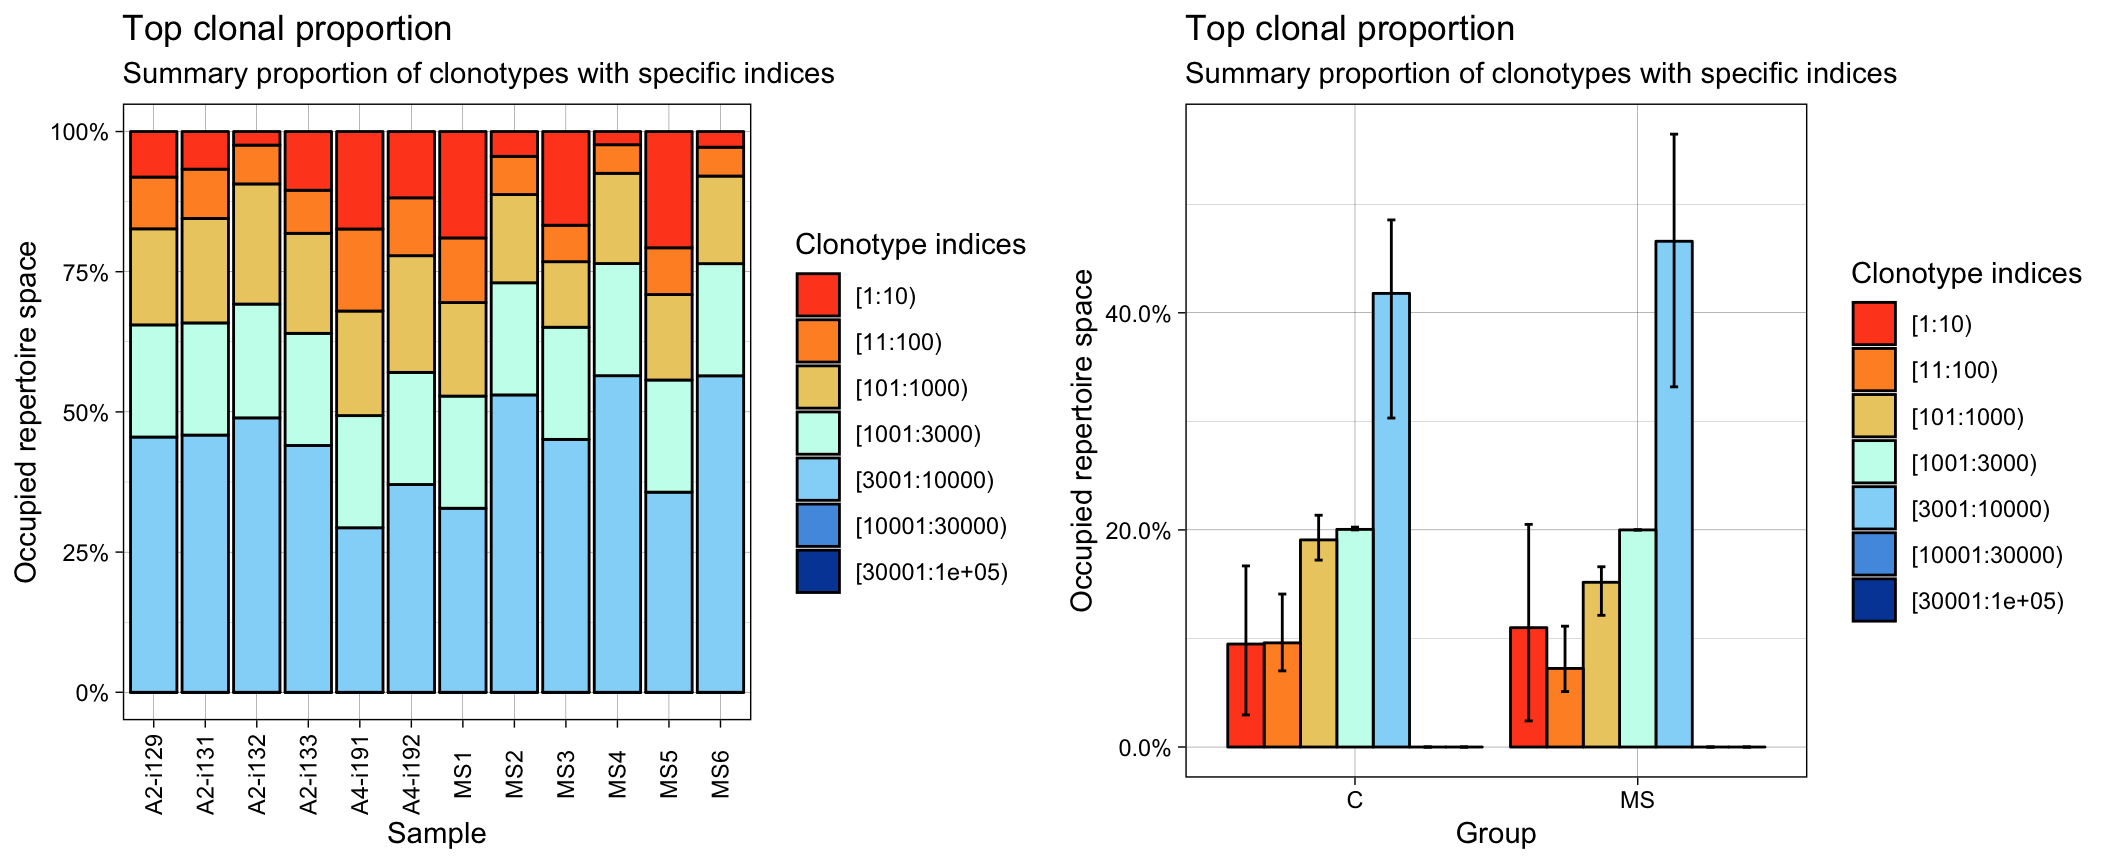 Top clonal proportion
Summary proportion of clonotypes with specific indices
Occupied repertoire space
100%
75%
50%
25%
0%
A2-i129
A2-i131
A2-i132
A2-i133
A4-i191
A4-i192
MS1
MS2
MS3
MS4
MS5
MS6
Sample
Clonotype indices
[1:10)
[11:100)
[101:1000)
[1001:3000)
[3001:10000)
[10001:30000)
[30001:1e+05)
Top clonal proportion
Summary proportion of clonotypes with specific indices
Occupied repertoire space
40.0%
20.0%
0.0%
C
MS
Group
Clonotype indices
[1:10)
[11:100)
[101:1000)
[1001:3000)
[3001:10000)
[10001:30000)
[30001:1e+05)